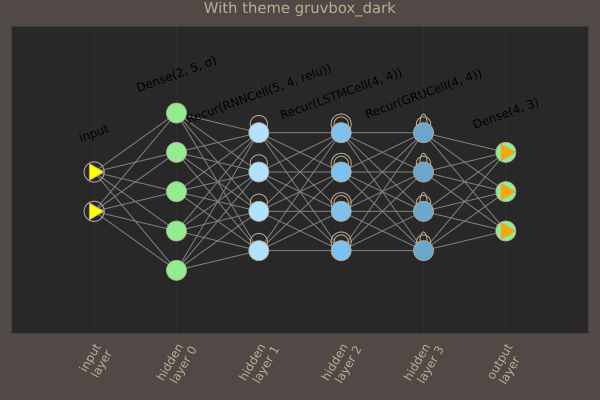 With theme gruvbox_dark
input
Dense(2, 5, σ)
Recur(RNNCell(5, 4, relu))
Recur(LSTMCell(4, 4))
Recur(GRUCell(4, 4))
Dense(4, 3)
input
layer
hidden
layer 0
hidden
layer 1
hidden
layer 2
hidden
layer 3
output
layer